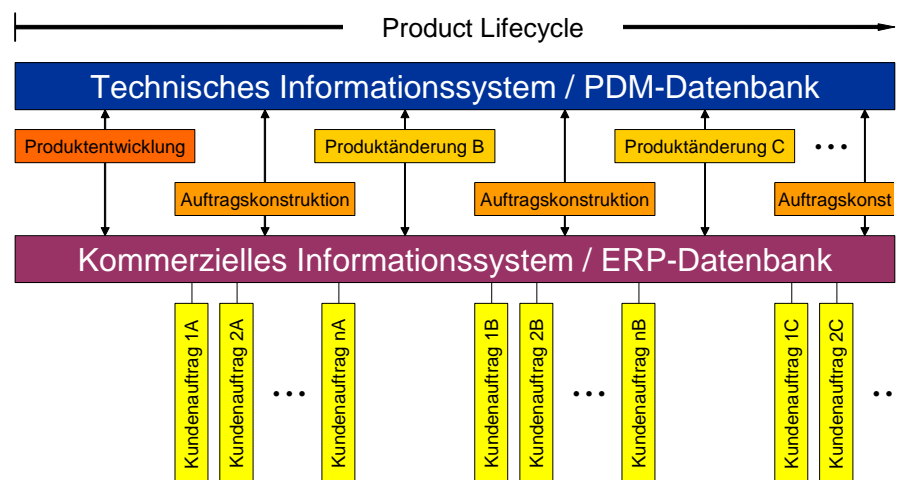 Product Lifecycle
Technisches Informationssystem / PDM-Datenbank
Produktentwicklung
Produktänderung B
Produktänderung C
...
Auftragskonstruktion
Auftragskonstruktion
Auftragskonst
Kommerzielles Informationssystem / ERP-Datenbank
Kundenauftrag 1A
Kundenauftrag 2A
...
Kundenauftrag nA
Kundenauftrag 1B
Kundenauftrag 2B
...
Kundenauftrag nB
Kundenauftrag 1C
Kundenauftrag 2C
..